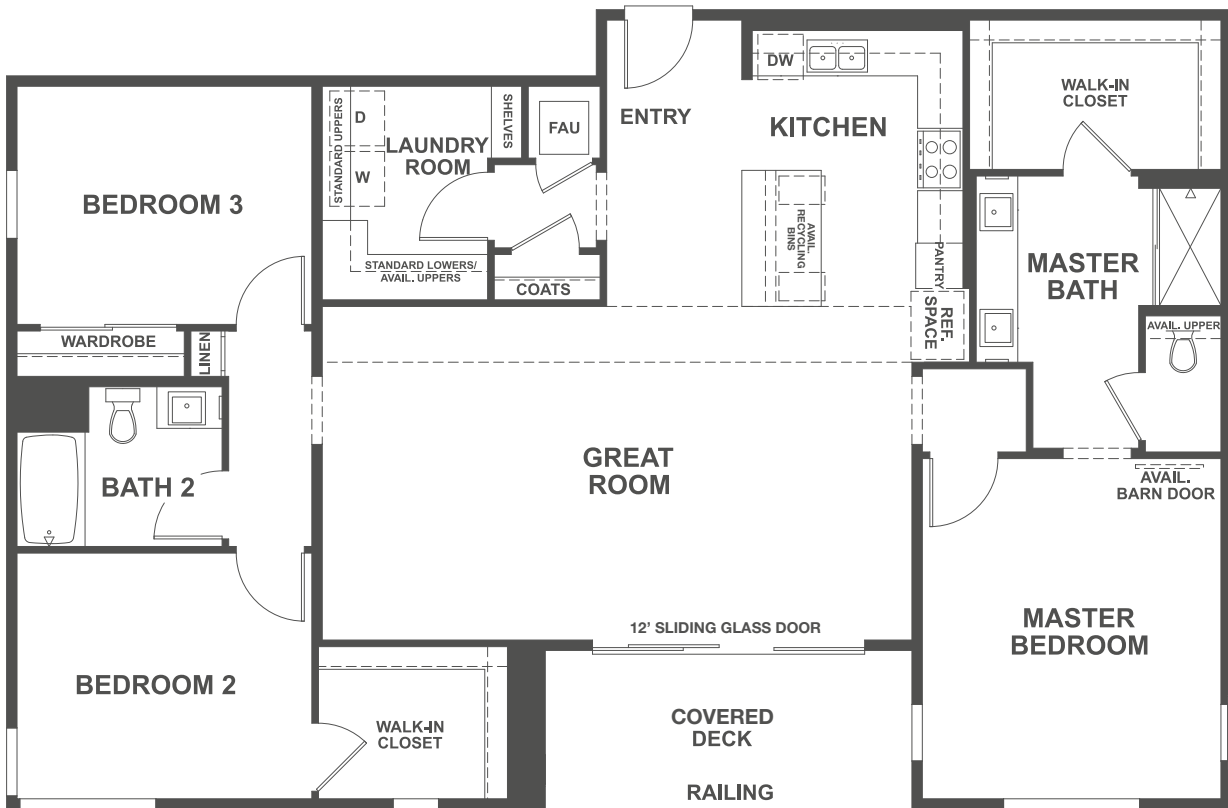 DW
WALK-IN
CLOSET
ENTRY
KITCHEN
SHELVES
FAU
STANDARD UPPERS
D
W
LAUNDRY
ROOM
BEDROOM 3
AVAIL.
RECYCLING
BINS
STANDARD LOWERS/
AVAIL. UPPERS
COATS
PANTRY
MASTER
BATH
REF.
SPACE
AVAIL. UPPER
WARDROBE
LINEN
GREAT
ROOM
BATH 2
AVAIL.
BARN DOOR
12' SLIDING GLASS DOOR
MASTER
BEDROOM
BEDROOM 2
WALK-IN
CLOSET
COVERED
DECK
RAILING